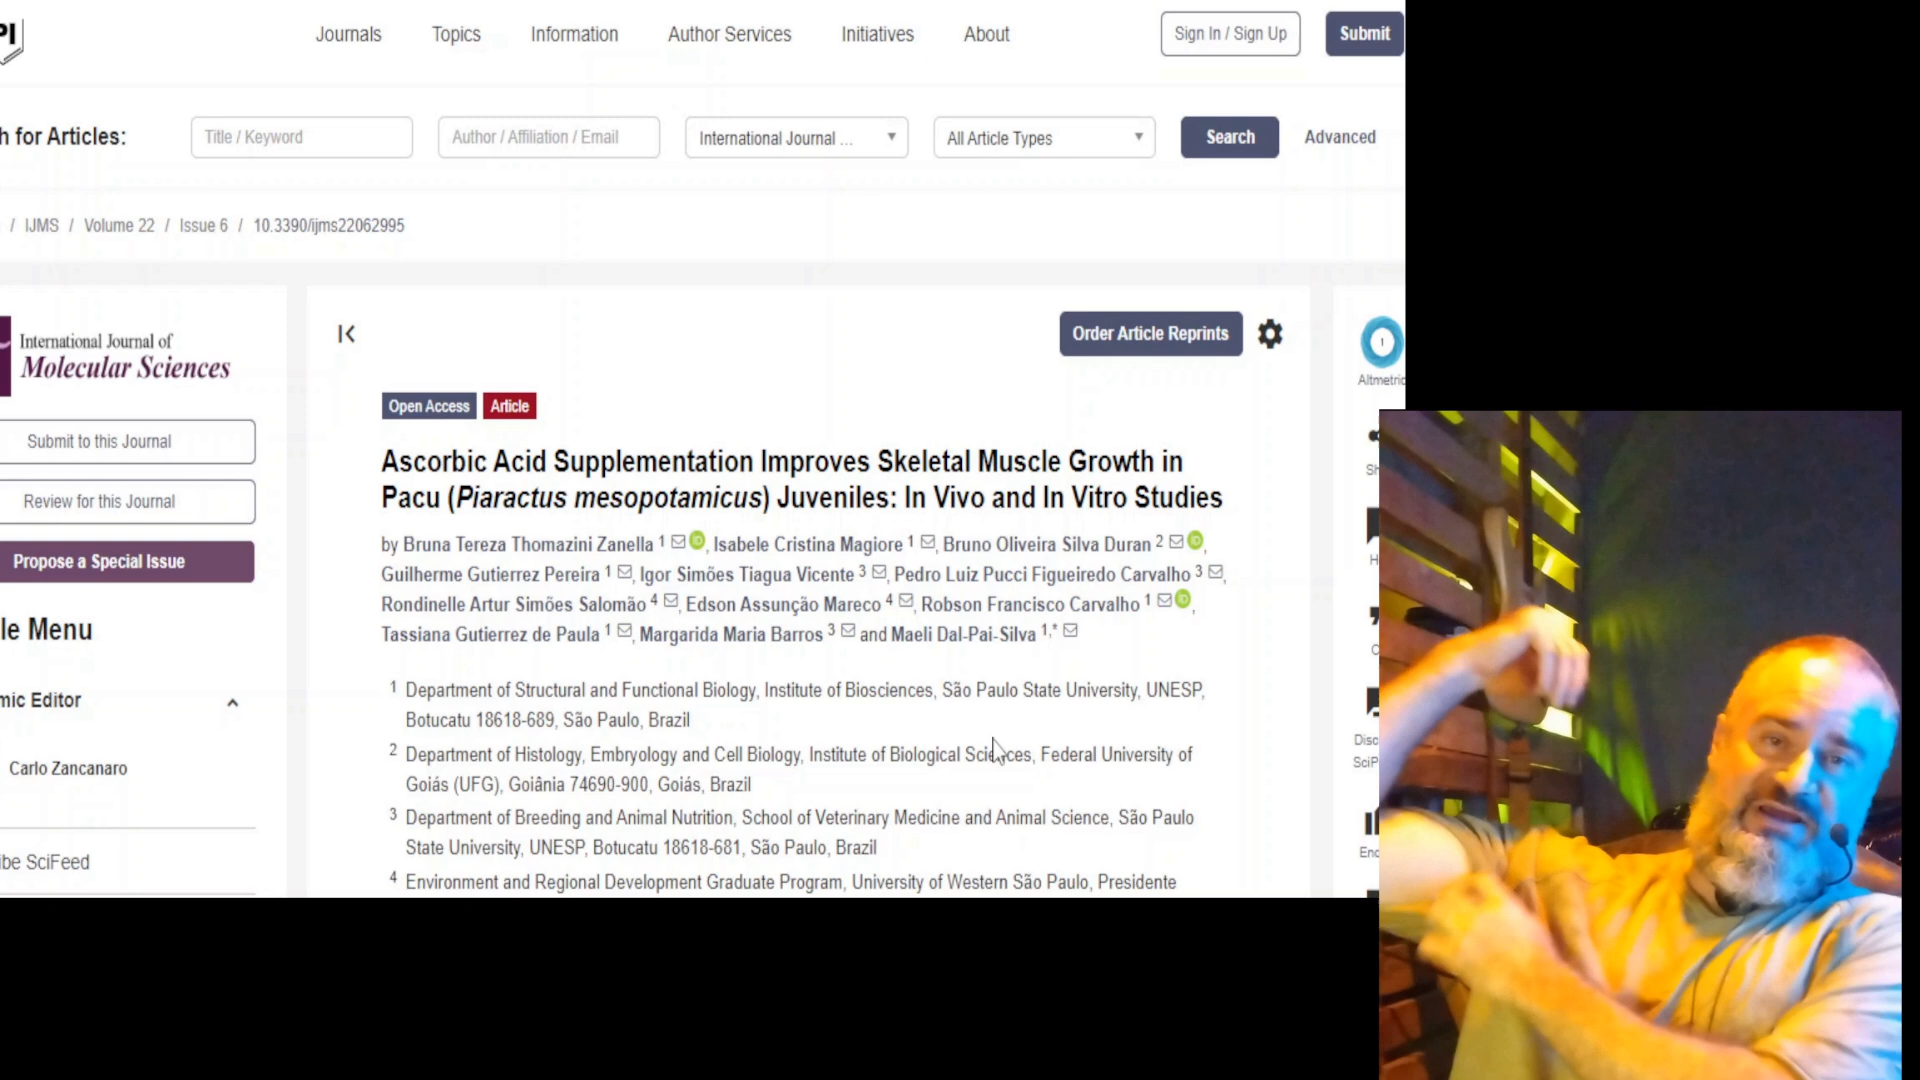 PI
Journals Topics Information Author Services Initiatives About Sign In / Sign Up Submit
h for Articles: Title / Keyword Author / Affiliation / Email International Journal ... All Article Types Search Advanced
/ IJMS / Volume 22 / Issue 6 / 10.3390/ijms22062995
International Journal of
Molecular Sciences
Submit to this Journal
Review for this Journal
Propose a Special Issue
le Menu
mic Editor
Carlo Zancanaro
ibe SciFeed
Order Article Reprints
Open Access Article
Ascorbic Acid Supplementation Improves Skeletal Muscle Growth in
Pacu (Piaractus mesopotamicus) Juveniles: In Vivo and In Vitro Studies
by Bruna Tereza Thomazini Zanella 1 iD, Isabele Cristina Magiore 1, Bruno Oliveira Silva Duran 2 iD,
Guilherme Gutierrez Pereira 1, Igor Simões Tiagua Vicente 3, Pedro Luiz Pucci Figueiredo Carvalho 3,
Rondinelle Artur Simões Salomão 4, Edson Assunção Mareco 4, Robson Francisco Carvalho 1 iD,
Tassiana Gutierrez de Paula 1, Margarida Maria Barros 3 and Maeli Dal-Pai-Silva 1,*
1 Department of Structural and Functional Biology, Institute of Biosciences, São Paulo State University, UNESP,
Botucatu 18618-689, São Paulo, Brazil
2 Department of Histology, Embryology and Cell Biology, Institute of Biological Sciences, Federal University of
Goiás (UFG), Goiânia 74690-900, Goiás, Brazil
3 Department of Breeding and Animal Nutrition, School of Veterinary Medicine and Animal Science, São Paulo
State University, UNESP, Botucatu 18618-681, São Paulo, Brazil
4 Environment and Regional Development Graduate Program, University of Western São Paulo, Presidente
1
Altmetric
Sh
H
C
Disc
SciP
End